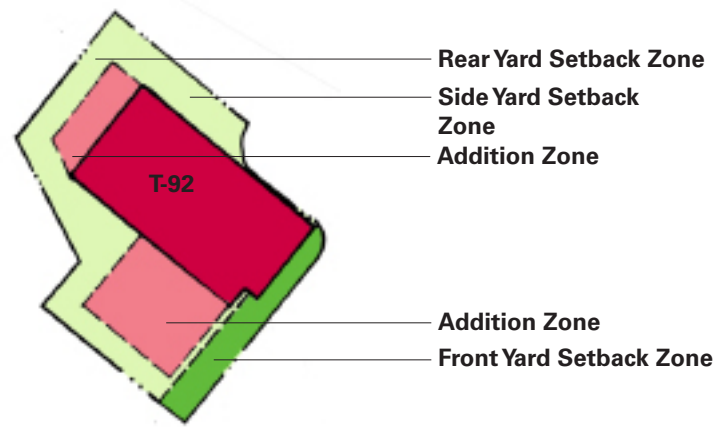 Rear Yard Setback Zone
Side Yard Setback
Zone
Addition Zone
T-92
Addition Zone
Front Yard Setback Zone